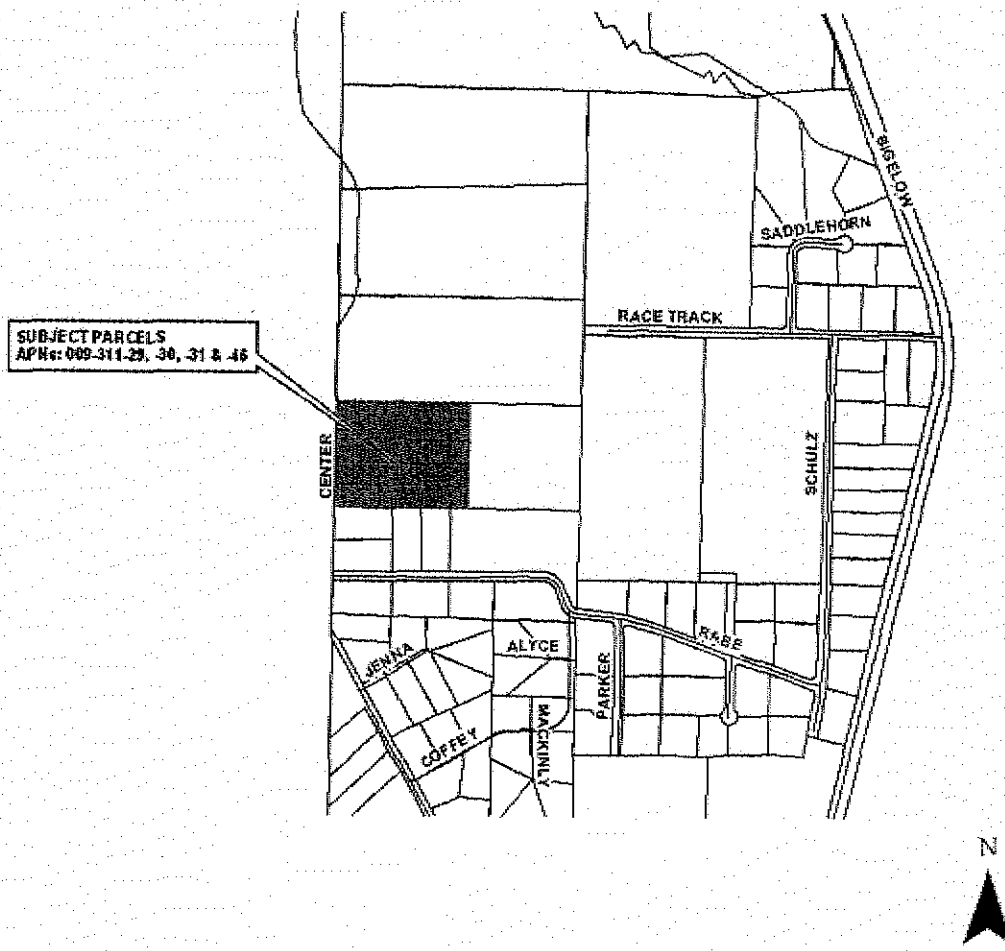 BIGELOW
SADDLEHORN
RACE TRACK
SUBJECT PARCELS
APNs: 009-311-29, -30, -31 & -46
CENTER
SCHULZ
RABE
ALYCE
JENNA
PARKER
MACKINLY
COFFEY
N